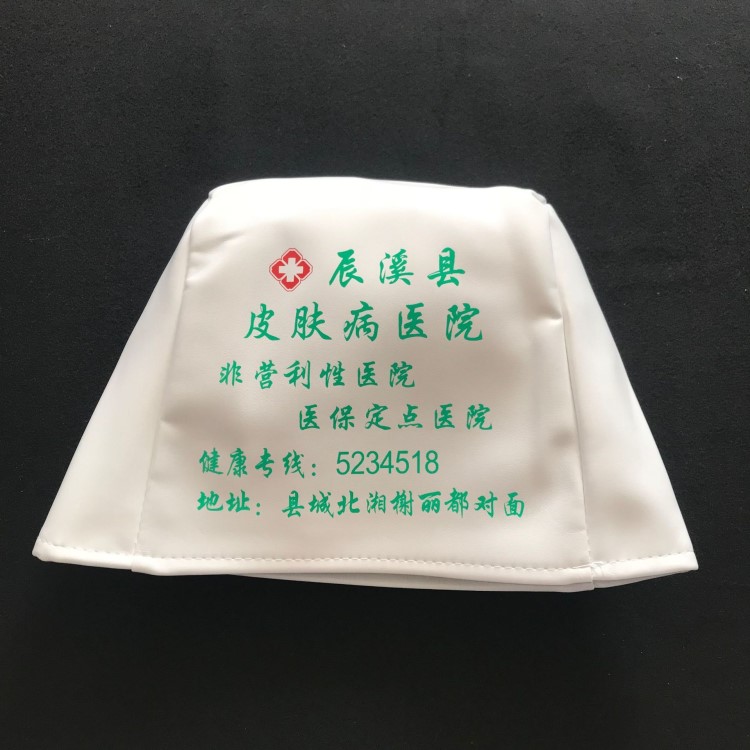 辰溪县
皮肤病医院
非营利性医院
医保定点医院
健康专线：5234518
地址：县城北湘榭丽都对面